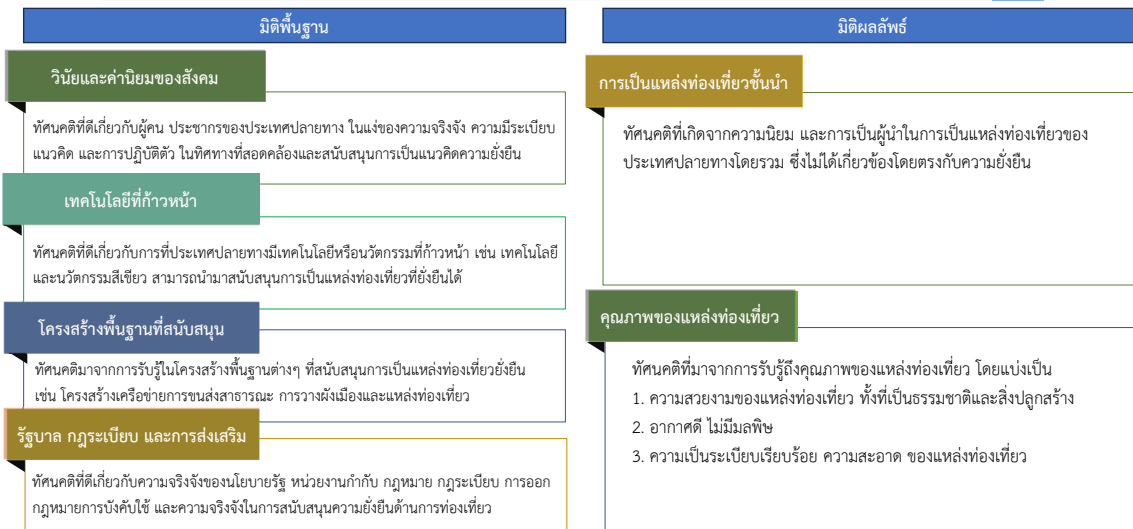 มิติพื้นฐาน
วินัยและค่านิยมของสังคม
ทัศนคติที่ดีเกี่ยวกับผู้คน ประชากรของประเทศปลายทาง ในแง่ของความจริงจัง ความมีระเบียบ
แนวคิด และการปฏิบัติตัว ในทิศทางที่สอดคล้องและสนับสนุนการเป็นแนวคิดความยั่งยืน
เทคโนโลยีที่ก้าวหน้า
ทัศนคติที่ดีเกี่ยวกับการที่ประเทศปลายทางมีเทคโนโลยีหรือนวัตกรรมที่ก้าวหน้า เช่น เทคโนโลยี
และนวัตกรรมสีเขียว สามารถนำมาสนับสนุนการเป็นแหล่งท่องเที่ยวที่ยั่งยืนได้
โครงสร้างพื้นฐานที่สนับสนุน
ทัศนคติมาจากการรับรู้ในโครงสร้างพื้นฐานต่างๆ ที่สนับสนุนการเป็นแหล่งท่องเที่ยวยั่งยืน
เช่น โครงสร้างเครือข่ายการขนส่งสาธารณะ การวางผังเมืองและแหล่งท่องเที่ยว
รัฐบาล กฎระเบียบ และการส่งเสริม
ทัศนคติที่ดีเกี่ยวกับความจริงจังของนโยบายรัฐ หน่วยงานกำกับ กฎหมาย กฎระเบียบ การออก
กฎหมายการบังคับใช้ และความจริงจังในการสนับสนุนความยั่งยืนด้านการท่องเที่ยว
มิติผลลัพธ์
การเป็นแหล่งท่องเที่ยวชั้นนำ
ทัศนคติที่เกิดจากความนิยม และการเป็นผู้นำในการเป็นแหล่งท่องเที่ยวของ
ประเทศปลายทางโดยรวม ซึ่งไม่ได้เกี่ยวข้องโดยตรงกับความยั่งยืน
คุณภาพของแหล่งท่องเที่ยว
ทัศนคติที่มาจากการรับรู้ถึงคุณภาพของแหล่งท่องเที่ยว โดยแบ่งเป็น
1. ความสวยงามของแหล่งท่องเที่ยว ทั้งที่เป็นธรรมชาติและสิ่งปลูกสร้าง
2. อากาศดี ไม่มีมลพิษ
3. ความเป็นระเบียบเรียบร้อย ความสะอาด ของแหล่งท่องเที่ยว